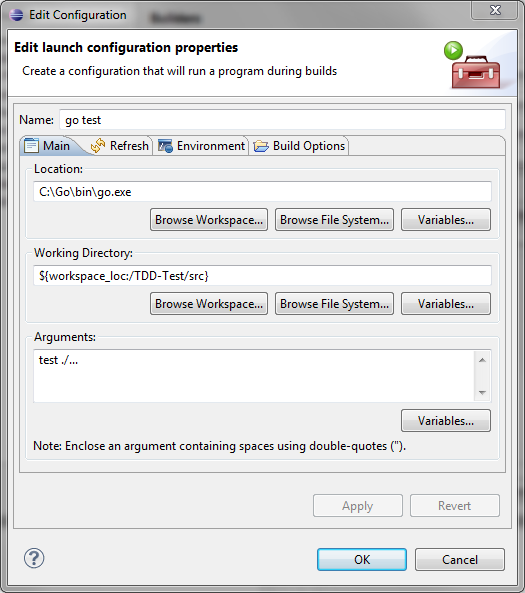 Edit Configuration
Edit launch configuration properties
Create a configuration that will run a program during builds
Name: go test
Main Refresh Environment Build Options
Location:
C:\Go\bin\go.exe
Browse Workspace... Browse File System... Variables...
Working Directory:
${workspace_loc:/TDD-Test/src}
Browse Workspace... Browse File System... Variables...
Arguments:
test ./...
Variables...
Note: Enclose an argument containing spaces using double-quotes (").
Apply Revert
? OK Cancel